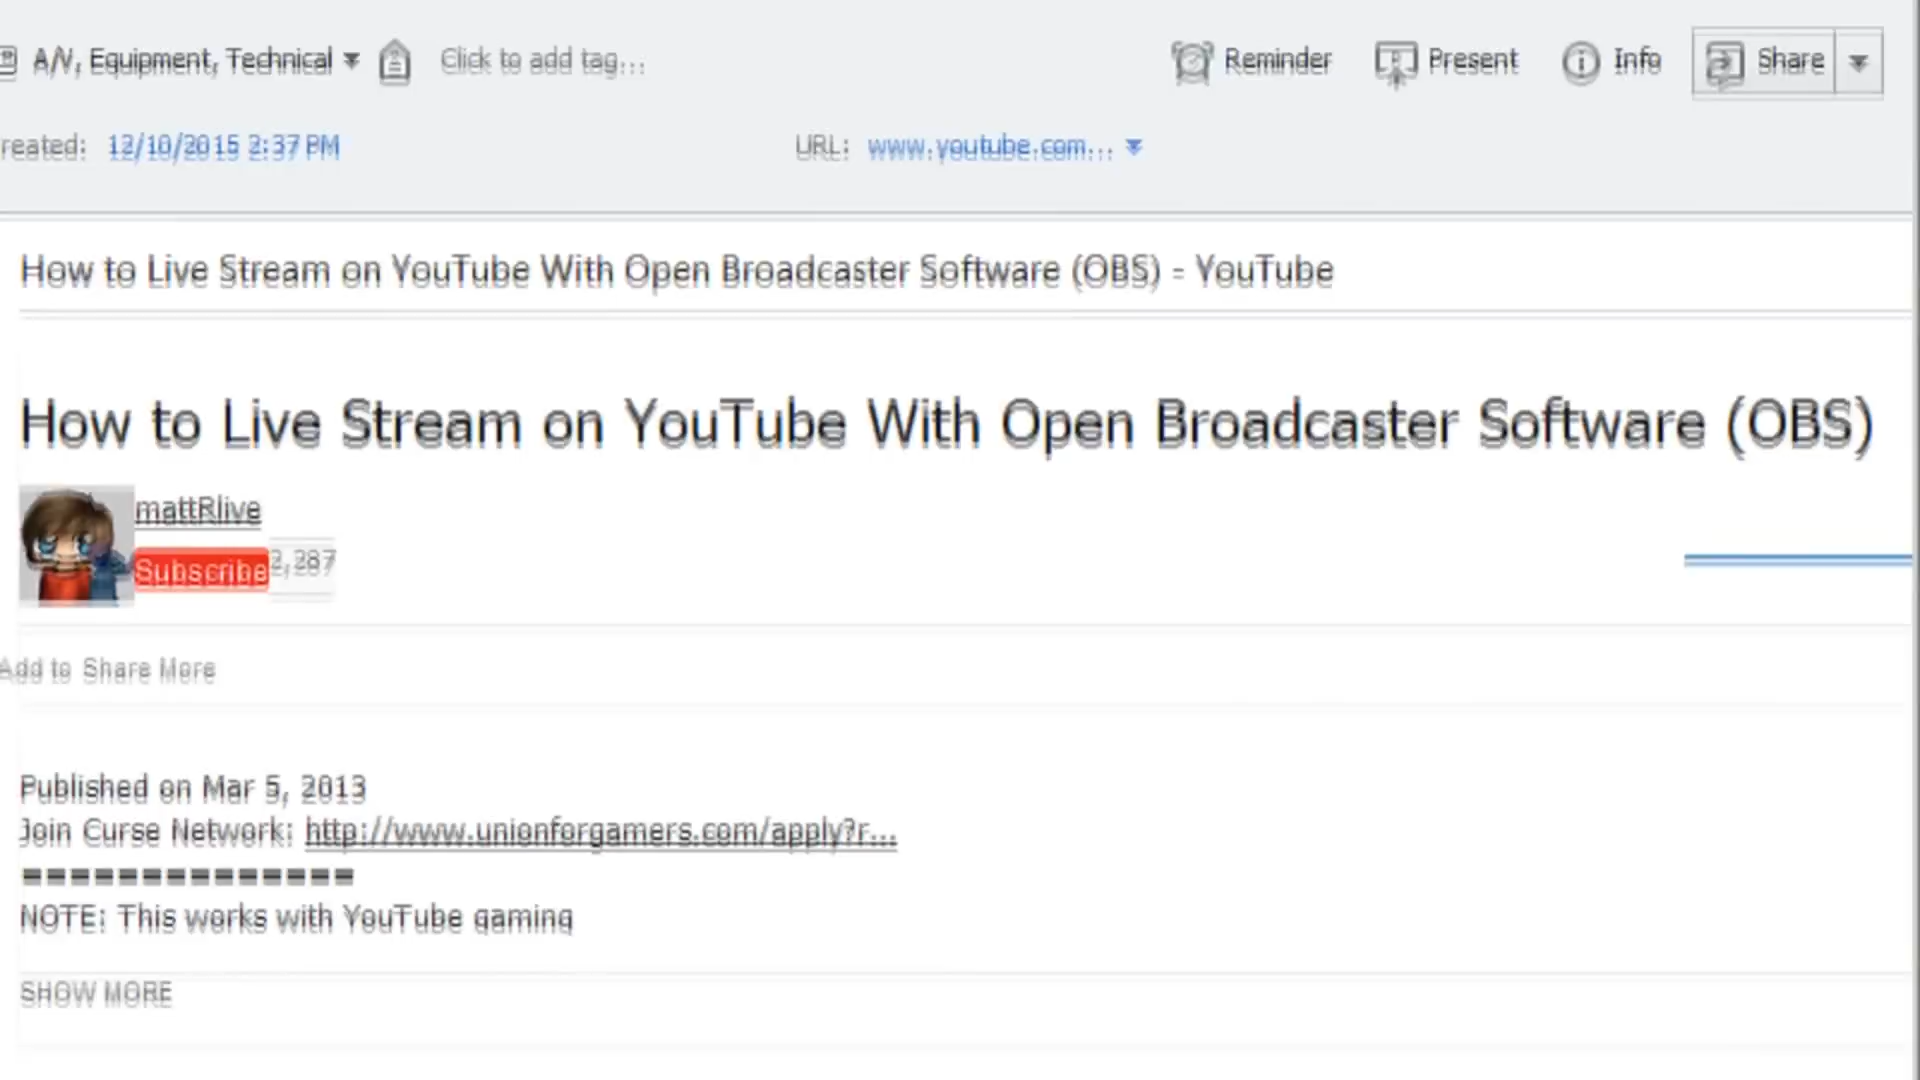 A/V, Equipment, Technical Click to add tag... Reminder Present Info Share
reated: 12/10/2015 2:37 PM URL: www.youtube.com...
How to Live Stream on YouTube With Open Broadcaster Software (OBS) - YouTube
How to Live Stream on YouTube With Open Broadcaster Software (OBS)
mattRlive
Subscribe 2,287
Add to Share More
Published on Mar 5, 2013
Join Curse Network: http://www.unionforgamers.com/apply?r...
==============
NOTE: This works with YouTube gaming
SHOW MORE